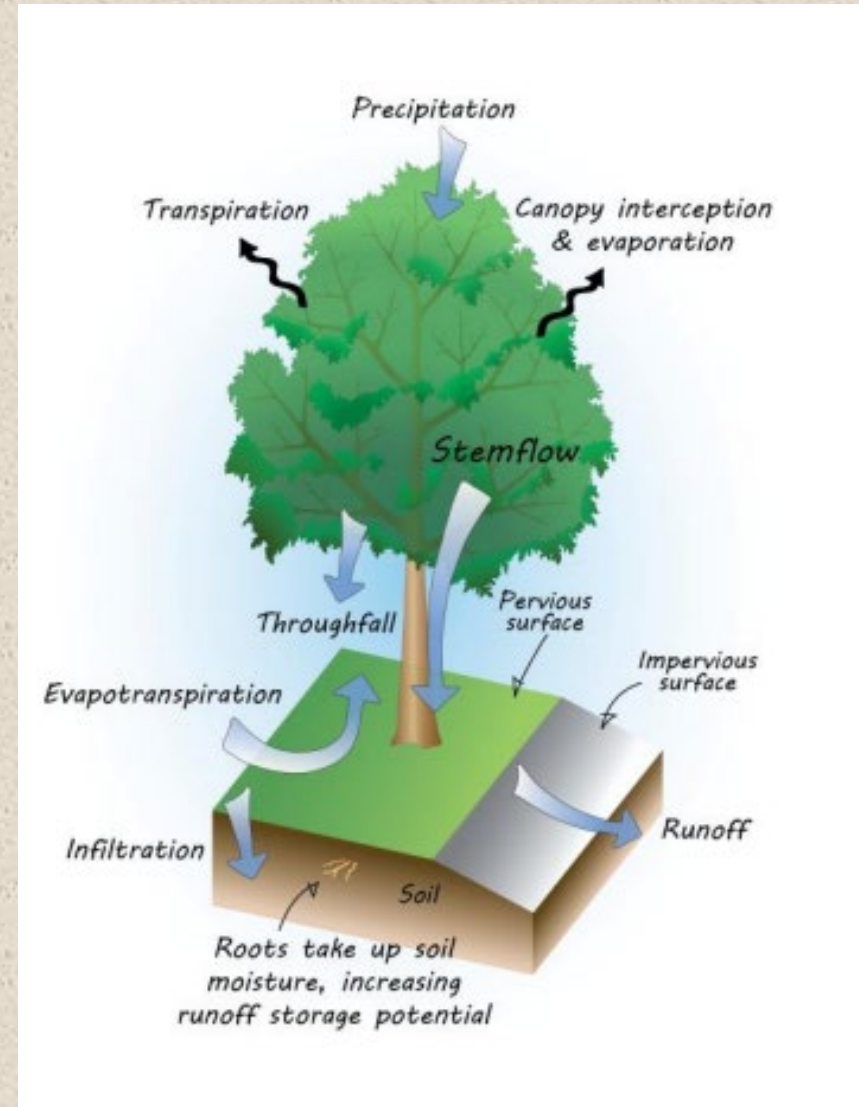 Precipitation
Transpiration
Canopy interception
& evaporation
Stemflow
Throughfall
Pervious
surface
Impervious
surface
Evapotranspiration
Runoff
Infiltration
Soil
Roots take up soil
moisture, increasing
runoff storage potential